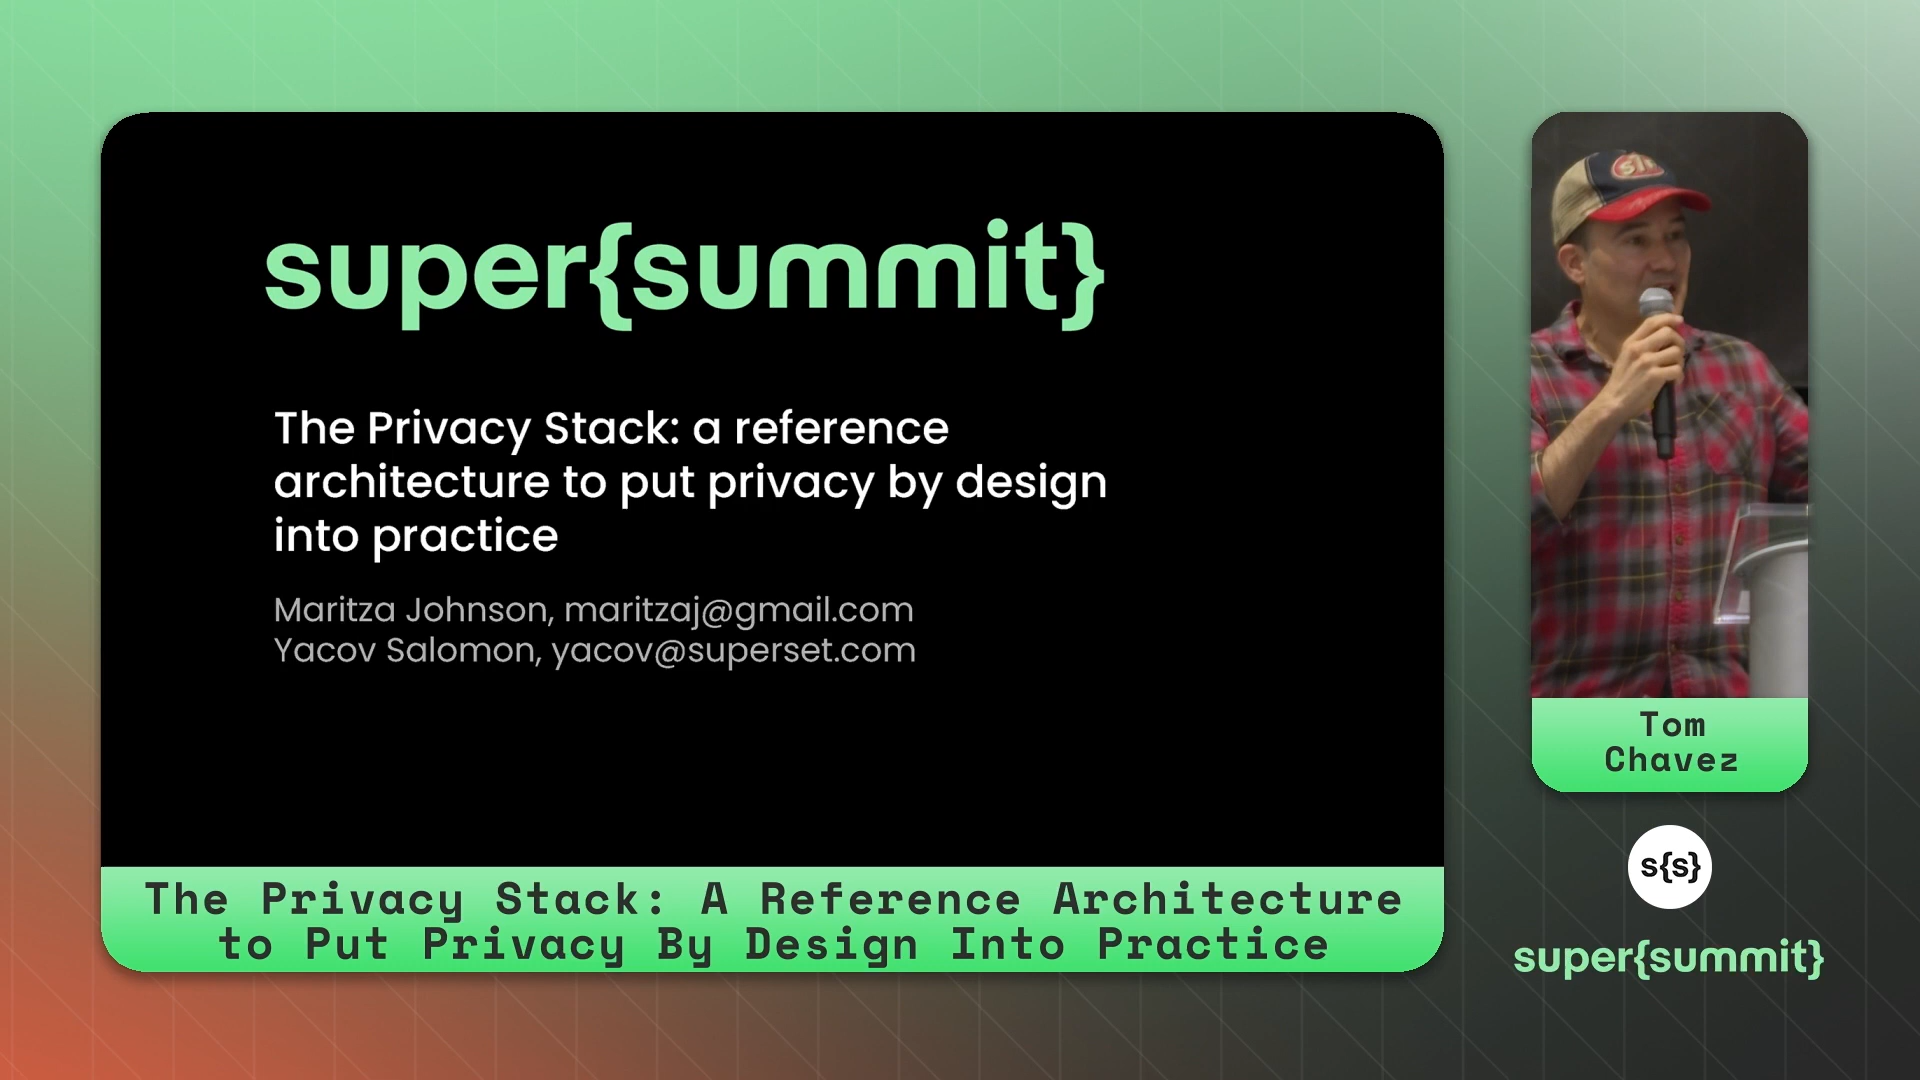 super{summit}
The Privacy Stack: a reference
architecture to put privacy by design
into practice
Maritza Johnson, maritzaj@gmail.com
Yacov Salomon, yacov@superset.com
The Privacy Stack: A Reference Architecture
to Put Privacy By Design Into Practice
Tom
Chavez
s{s}
super{summit}